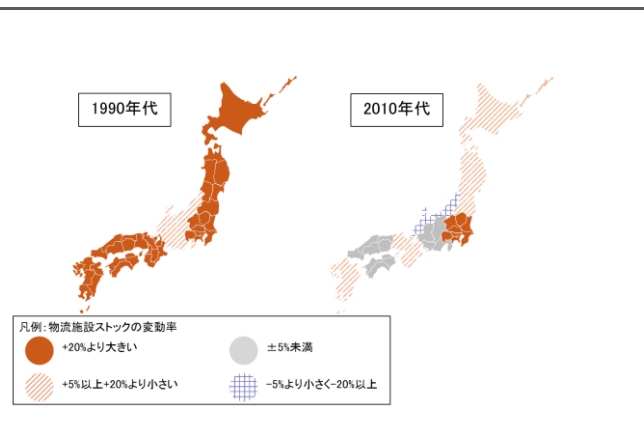 1990年代
2010年代
凡例:物流施設ストックの変動率
+20%より大きい
±5%未満
+5%以上+20%より小さい
-5%より小さく-20%以上